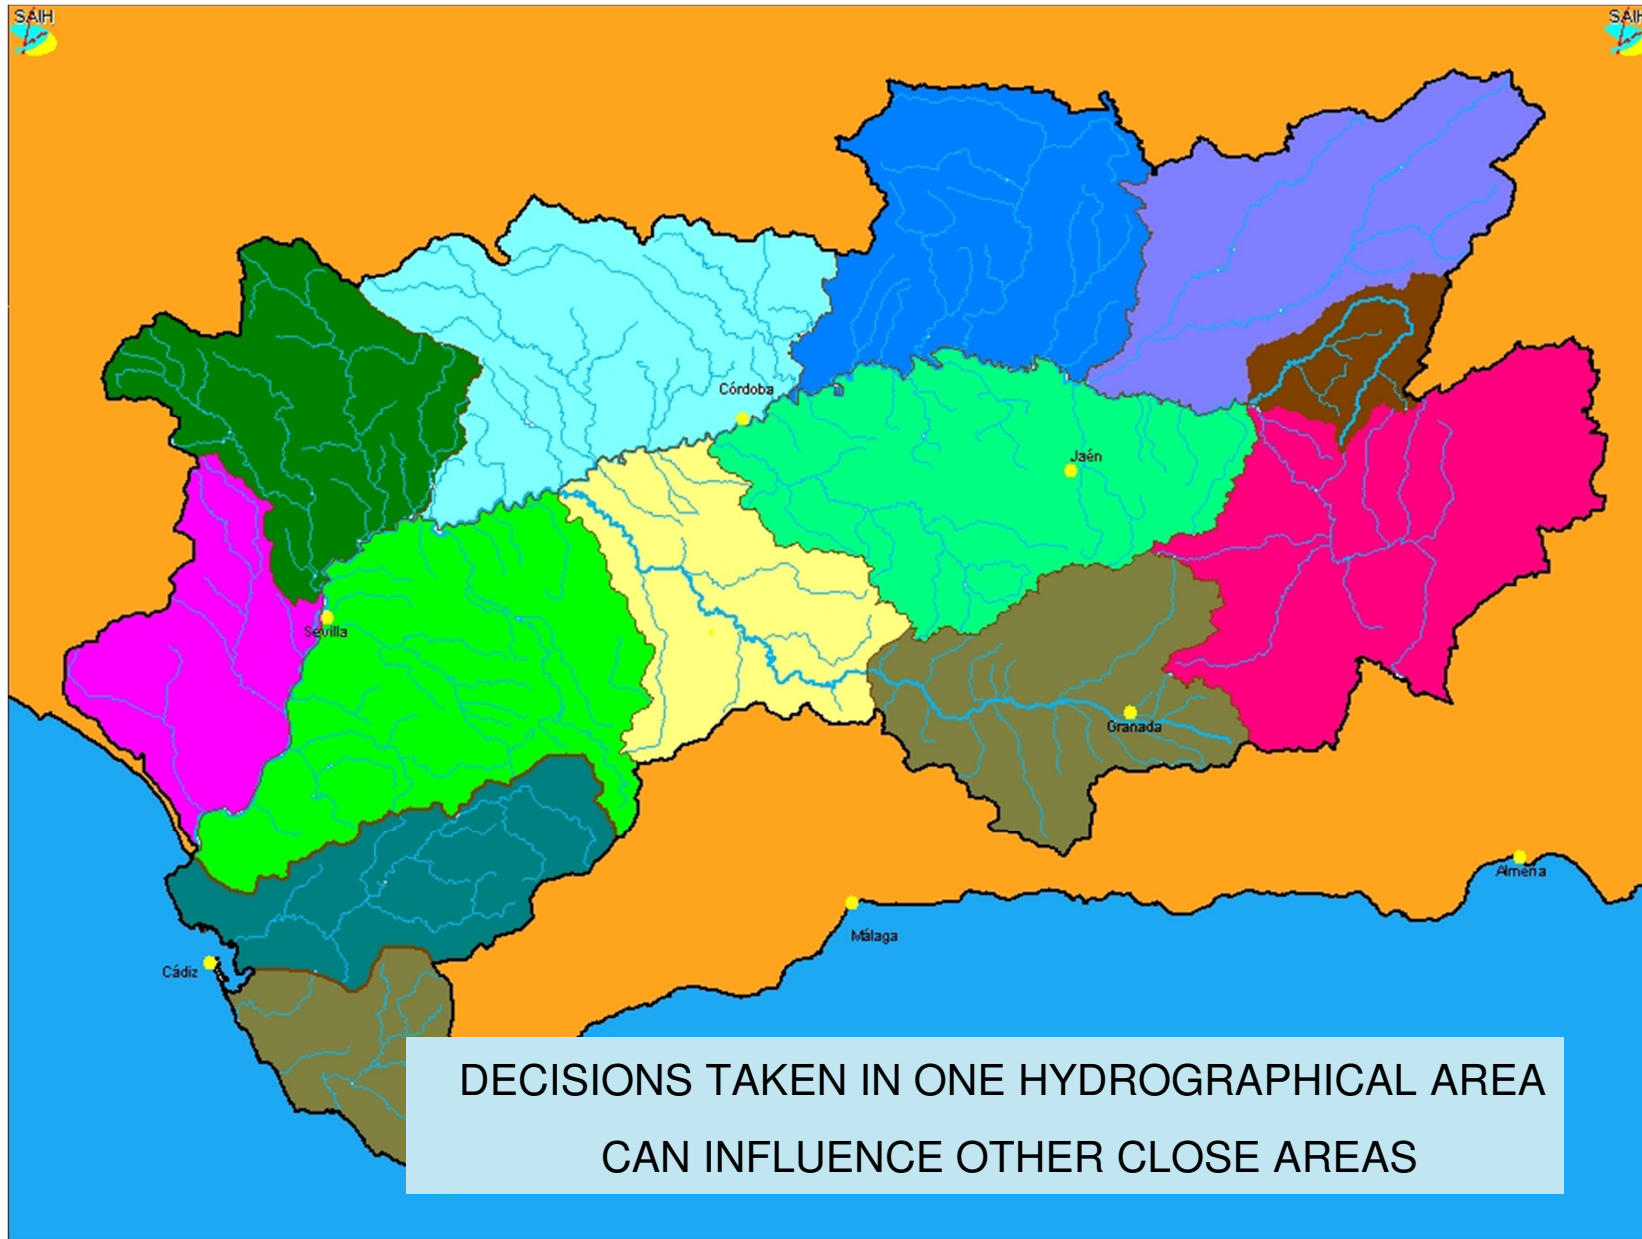 SAIH
SAIH
Córdoba
Jaén
Sevilla
Granada
Almería
Málaga
Cádiz
DECISIONS TAKEN IN ONE HYDROGRAPHICAL AREA
CAN INFLUENCE OTHER CLOSE AREAS